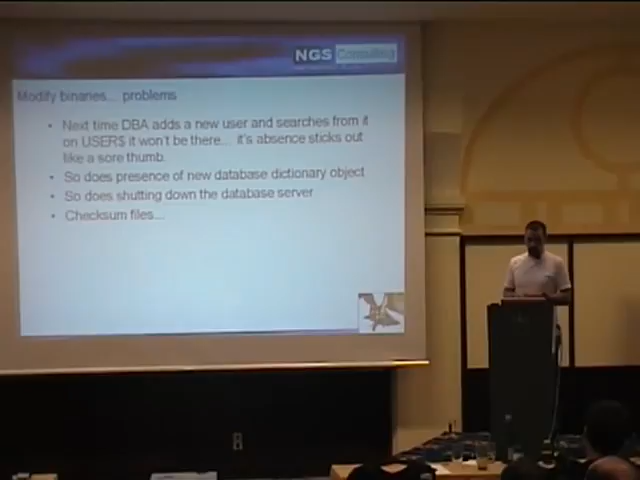 NGS Consulting
Modify binaries... problems
• Next time DBA adds a new user and searches from it
on USER$ it won't be there... it's absence sticks out
like a sore thumb.
• So does presence of new database dictionary object
• So does shutting down the database server
• Checksum files...